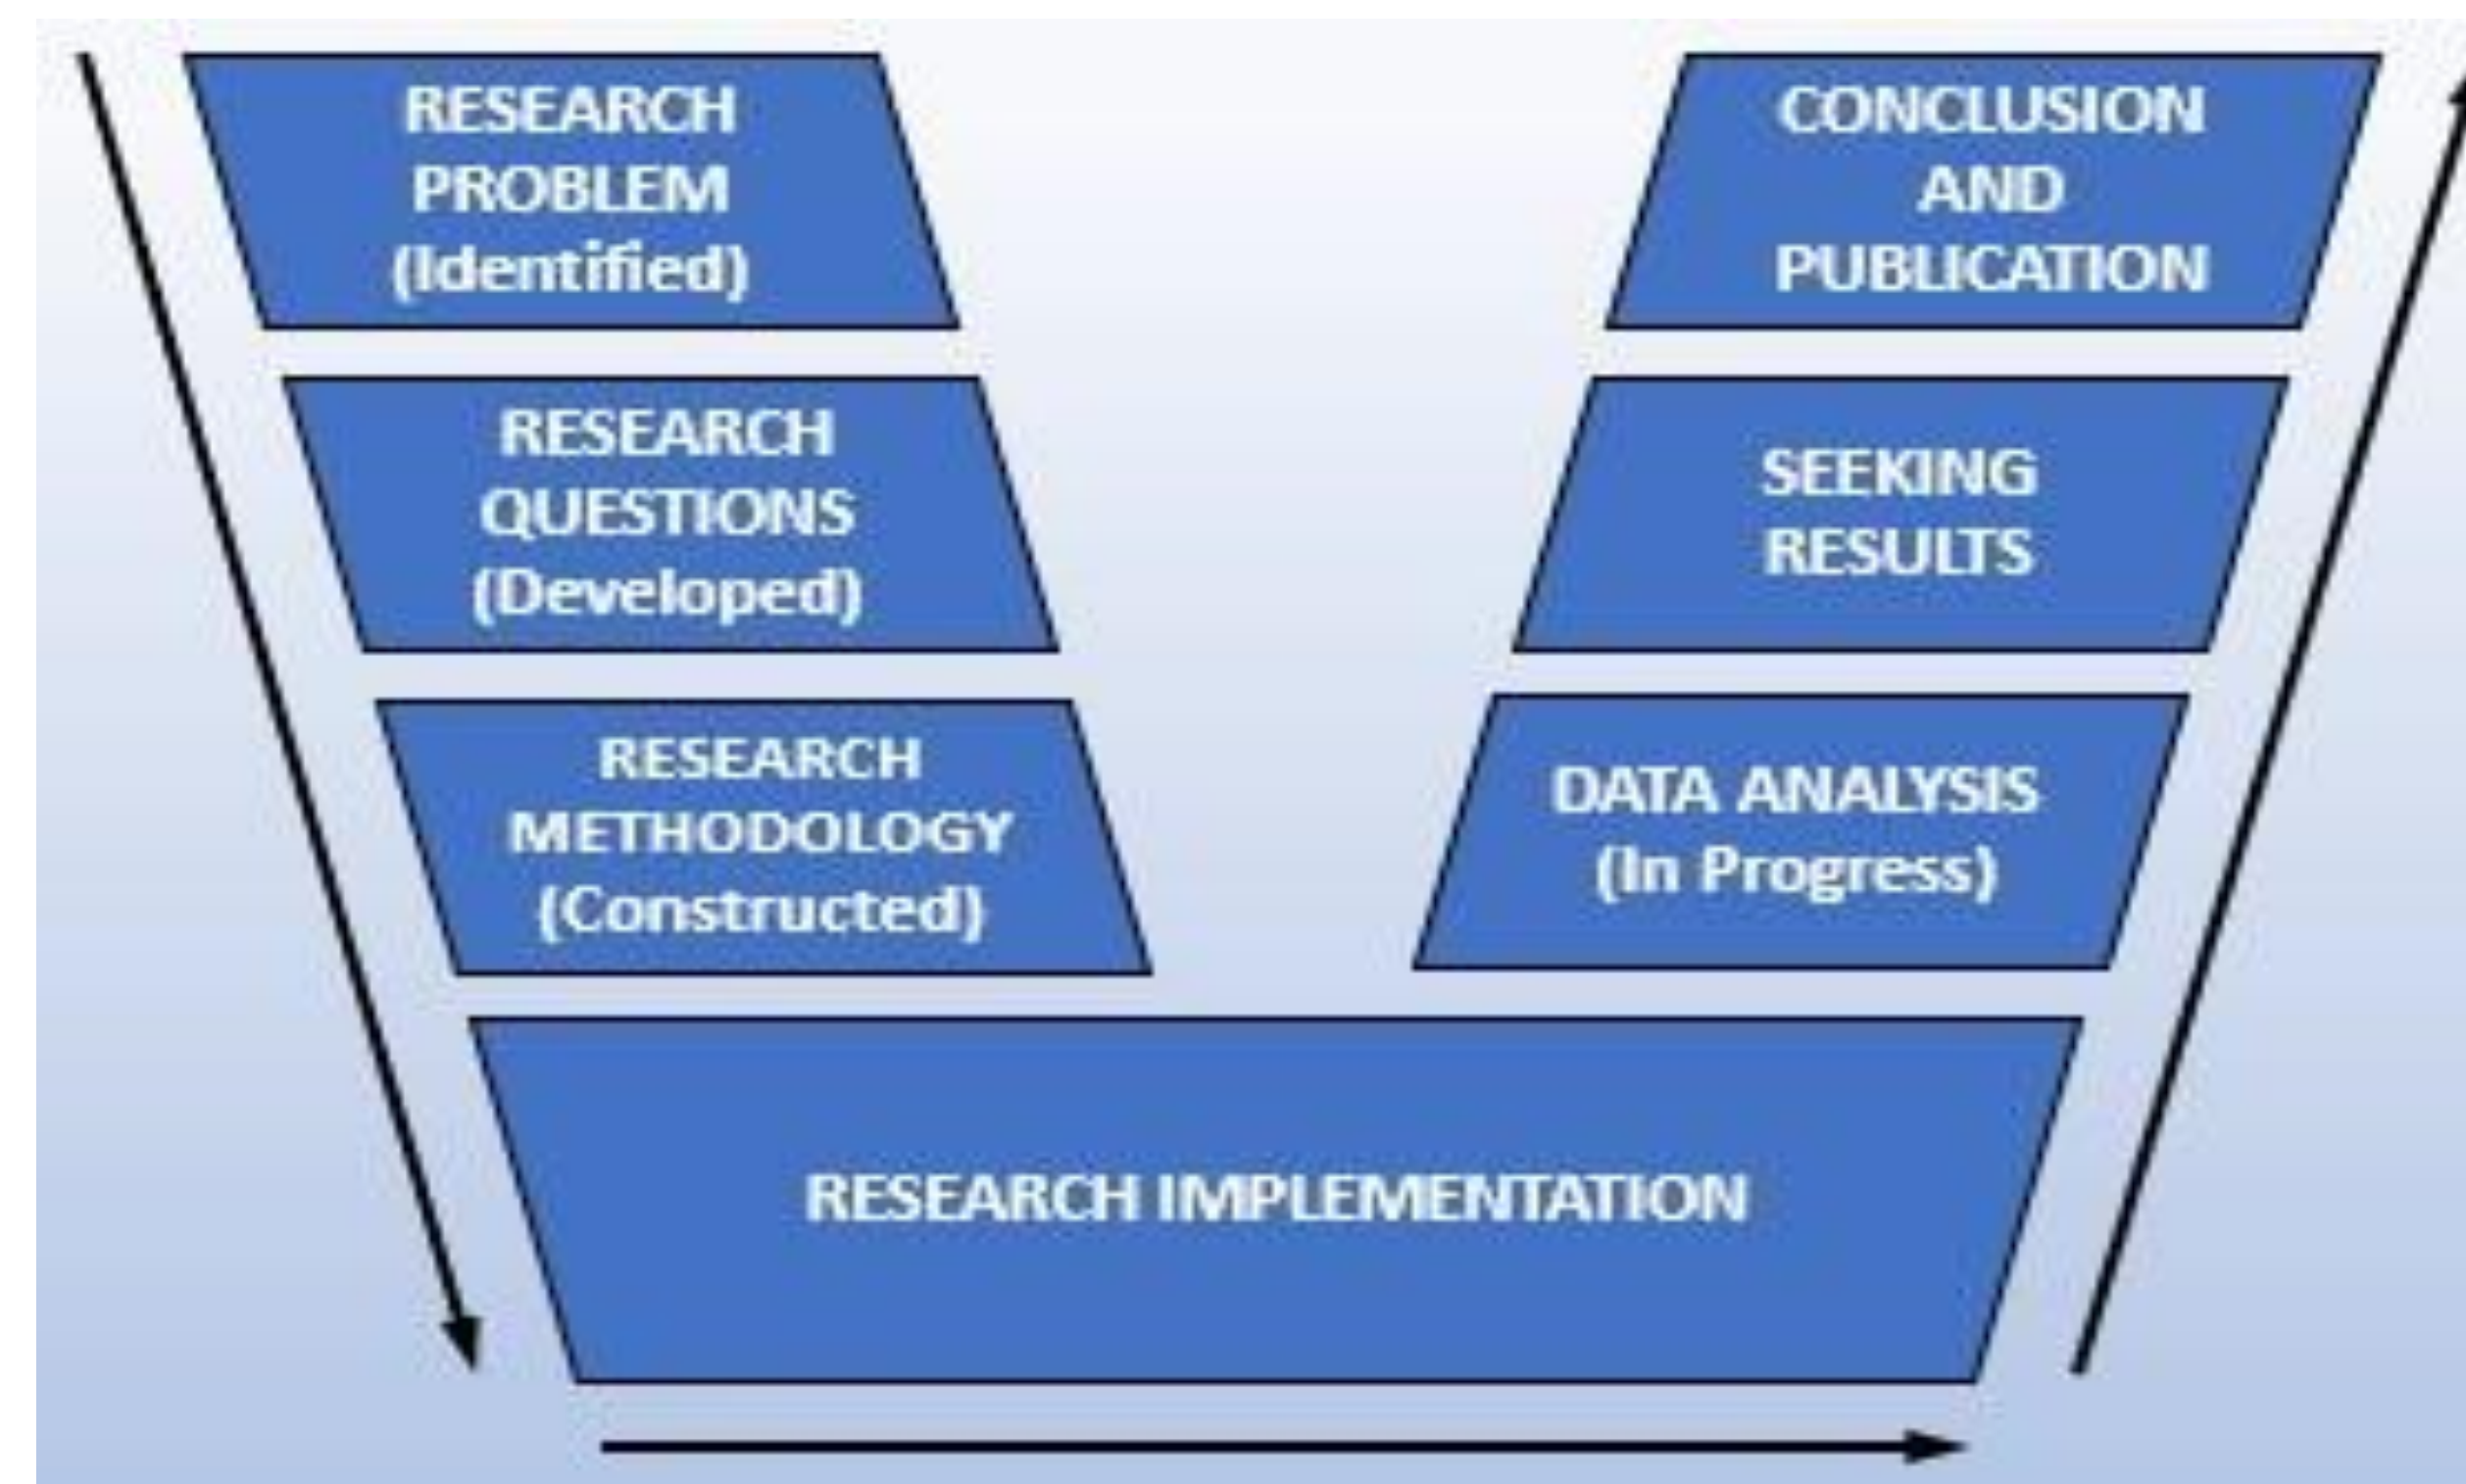 RESEARCH
PROBLEM
(Identified)
RESEARCH
QUESTIONS
(Developed)
RESEARCH
METHODOLOGY
(Constructed)
RESEARCH IMPLEMENTATION
DATA ANALYSIS
(In Progress)
SEEKING
RESULTS
CONCLUSION
AND
PUBLICATION